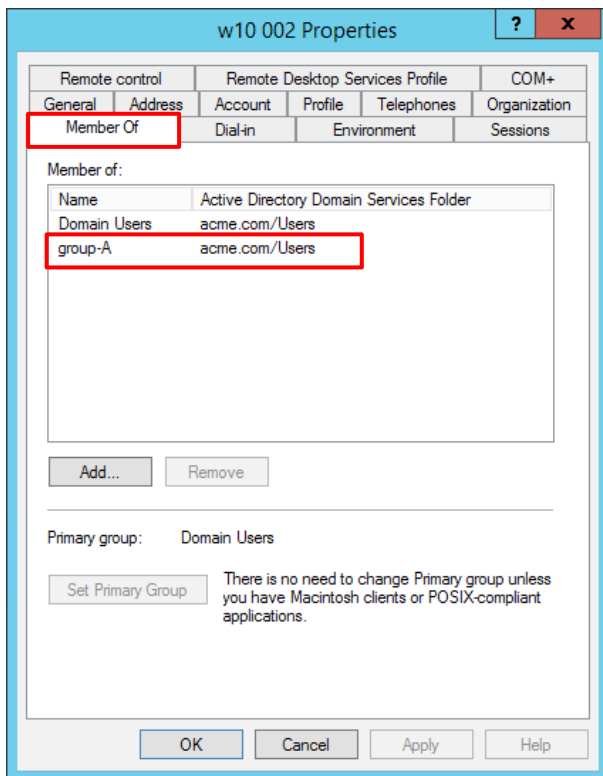 w10 002 Properties
?
x
Remote control Remote Desktop Services Profile COM+
General Address Account Profile Telephones Organization
Member Of Dial-in Environment Sessions
Member of:
Name Active Directory Domain Services Folder
Domain Users acme.com/Users
group-A acme.com/Users
Add... Remove
Primary group: Domain Users
Set Primary Group
There is no need to change Primary group unless
you have Macintosh clients or POSIX-compliant
applications.
OK Cancel Apply Help